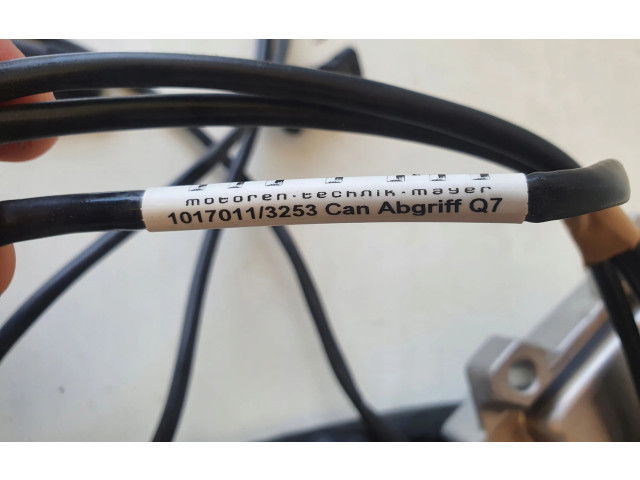 motoren·technik·mayer
1017011/3253 Can Abgriff Q7